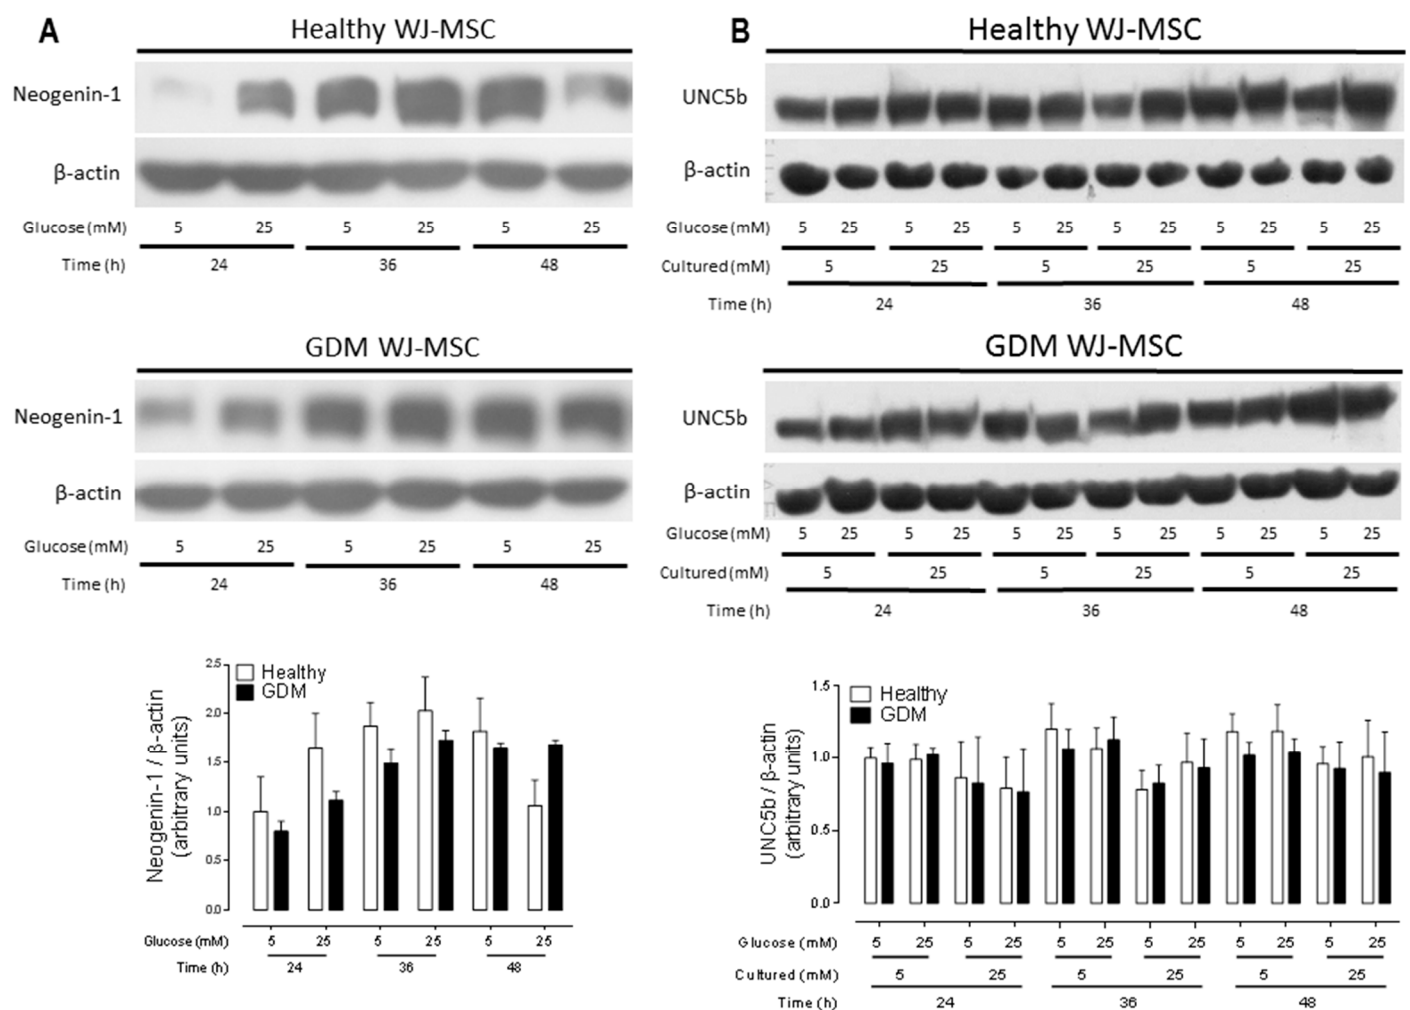 A
Healthy WJ-MSC
Neogenin-1
β-actin
Glucose (mM) 5 25 5 25 5 25
Time (h) 24 36 48
GDM WJ-MSC
Neogenin-1
β-actin
Glucose (mM) 5 25 5 25 5 25
Time (h) 24 36 48
Neogenin-1 / β-actin
(arbitrary units)
2.5
2.0
1.5
1.0
0.5
0.0
Healthy
GDM
Glucose (mM) 5 25 5 25 5 25
Time (h) 24 36 48
B
Healthy WJ-MSC
UNC5b
β-actin
Glucose (mM) 5 25 5 25 5 25 5 25 5 25 5 25
Cultured (mM) 5 25 5 25 5 25
Time (h) 24 36 48
GDM WJ-MSC
UNC5b
β-actin
Glucose (mM) 5 25 5 25 5 25 5 25 5 25 5 25
Cultured (mM) 5 25 5 25 5 25
Time (h) 24 36 48
UNC5b / β-actin
(arbitrary units)
1.5
1.0
0.5
0.0
Healthy
GDM
Glucose (mM) 5 25 5 25 5 25 5 25 5 25 5 25
Cultured (mM) 5 25 5 25 5 25
Time (h) 24 36 48